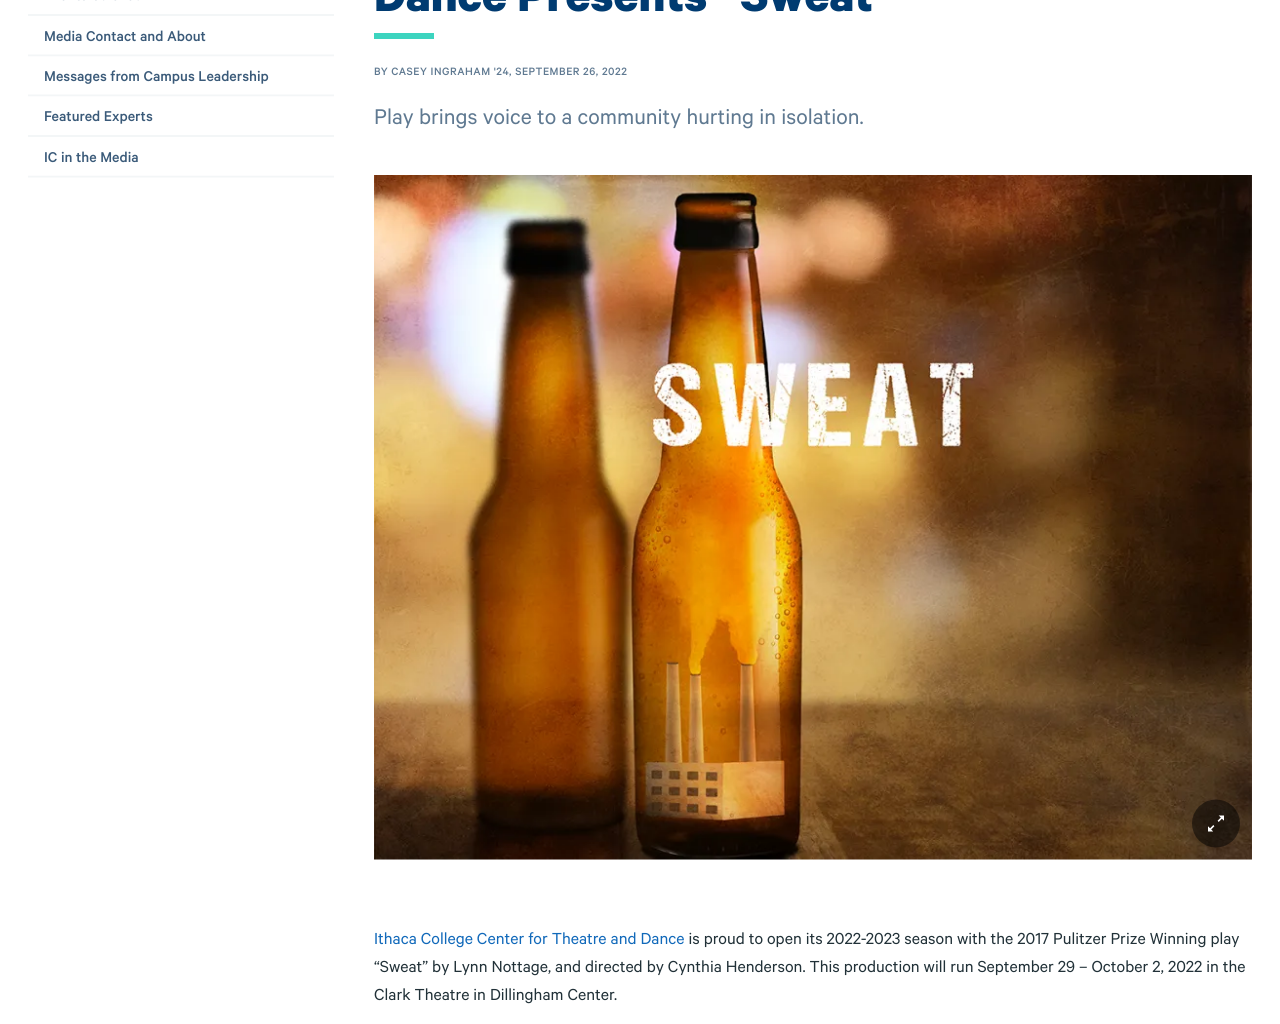 Dance Presents "Sweat"
Media Contact and About
Messages from Campus Leadership
Featured Experts
IC in the Media
BY CASEY INGRAHAM '24, SEPTEMBER 26, 2022
Play brings voice to a community hurting in isolation.
SWEAT
Ithaca College Center for Theatre and Dance is proud to open its 2022-2023 season with the 2017 Pulitzer Prize Winning play
“Sweat” by Lynn Nottage, and directed by Cynthia Henderson. This production will run September 29 – October 2, 2022 in the
Clark Theatre in Dillingham Center.